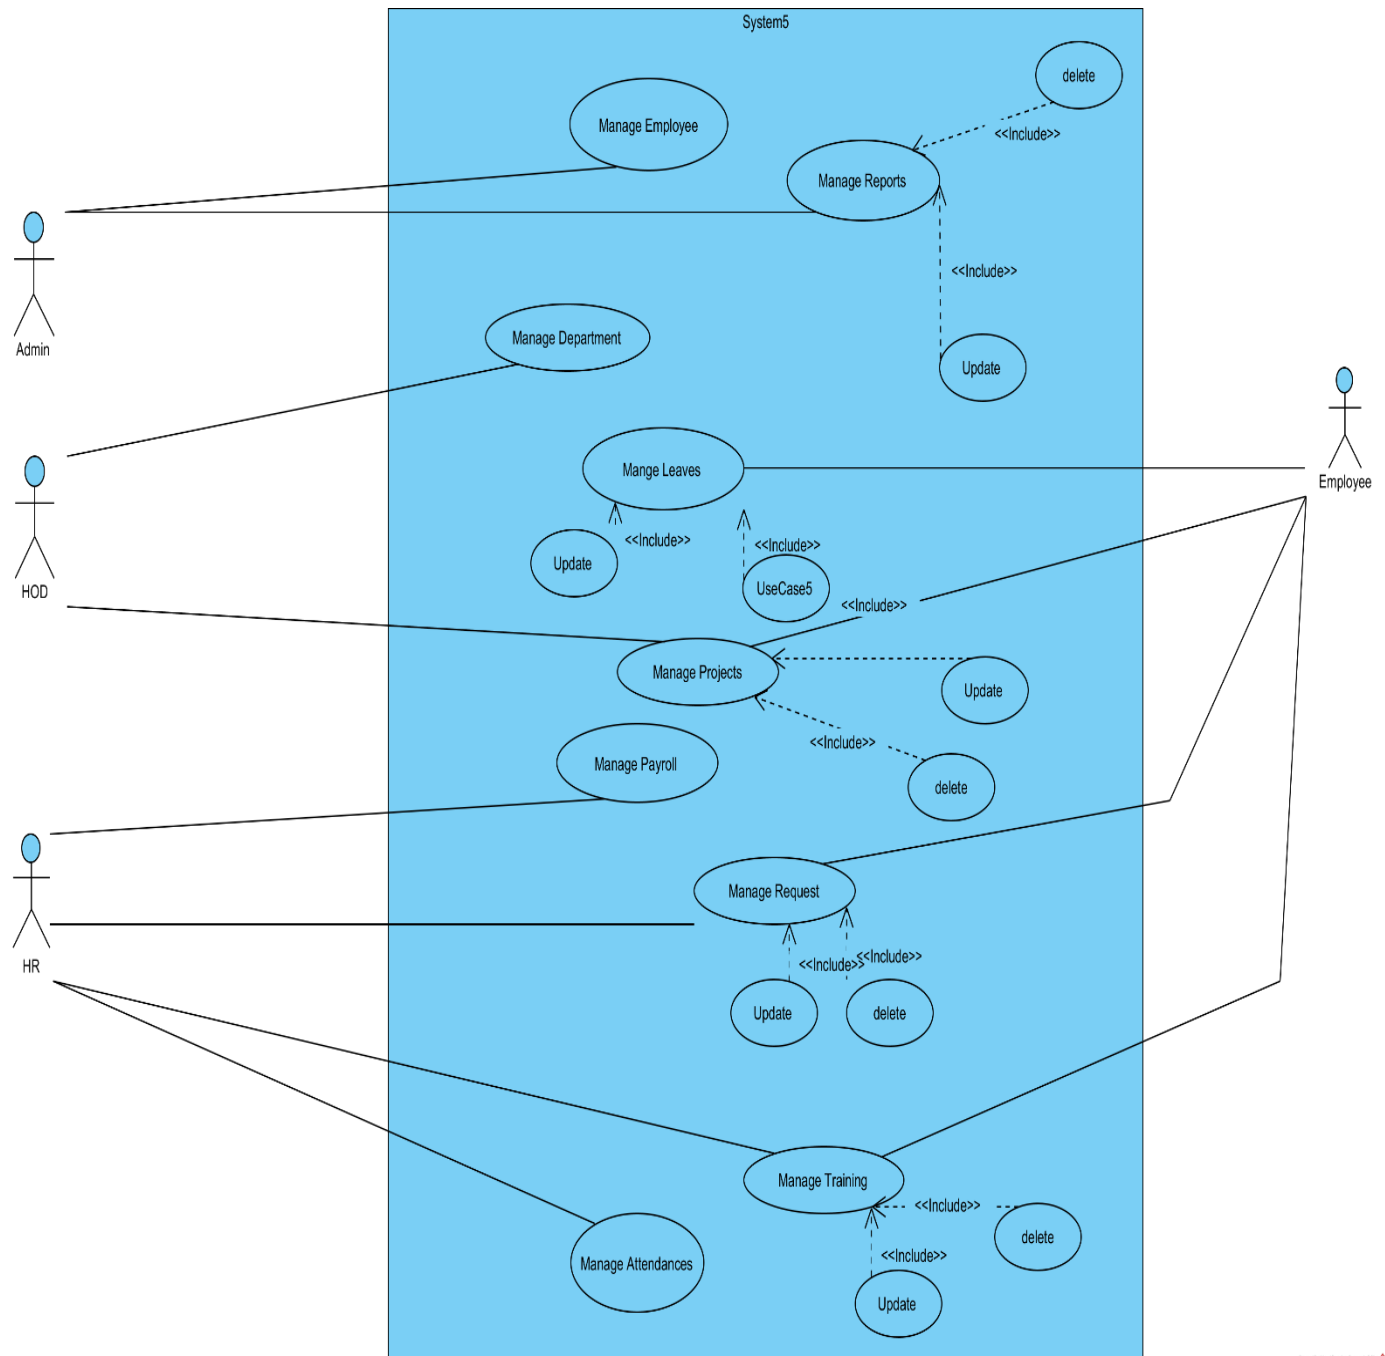 System5
delete
Manage Employee
<<Include>>
Manage Reports
<<Include>>
Manage Department
Admin
Update
Mange Leaves
Employee
<<Include>>
<<Include>>
Update
UseCase5
HOD
<<Include>>
Manage Projects
Update
<<Include>>
Manage Payroll
delete
Manage Request
<<Include>>
<<Include>>
HR
Update
delete
Manage Training
<<Include>>
delete
<<Include>>
Manage Attendances
Update